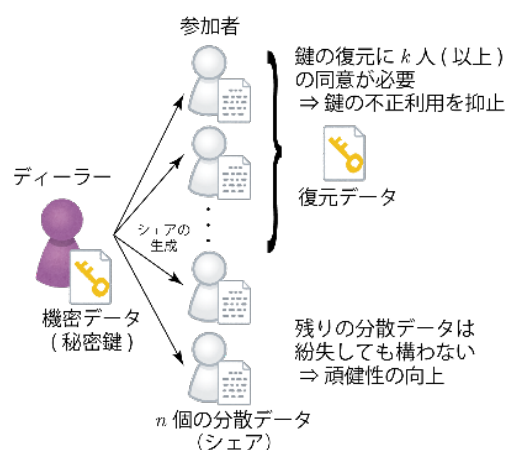 参加者
鍵の復元に k 人 ( 以上 )
の同意が必要
⇒ 鍵の不正利用を抑止
復元データ
ディーラー
シェアの
生成
機密データ
( 秘密鍵 )
残りの分散データは
紛失しても構わない
⇒ 頑健性の向上
n 個の分散データ
(シェア)